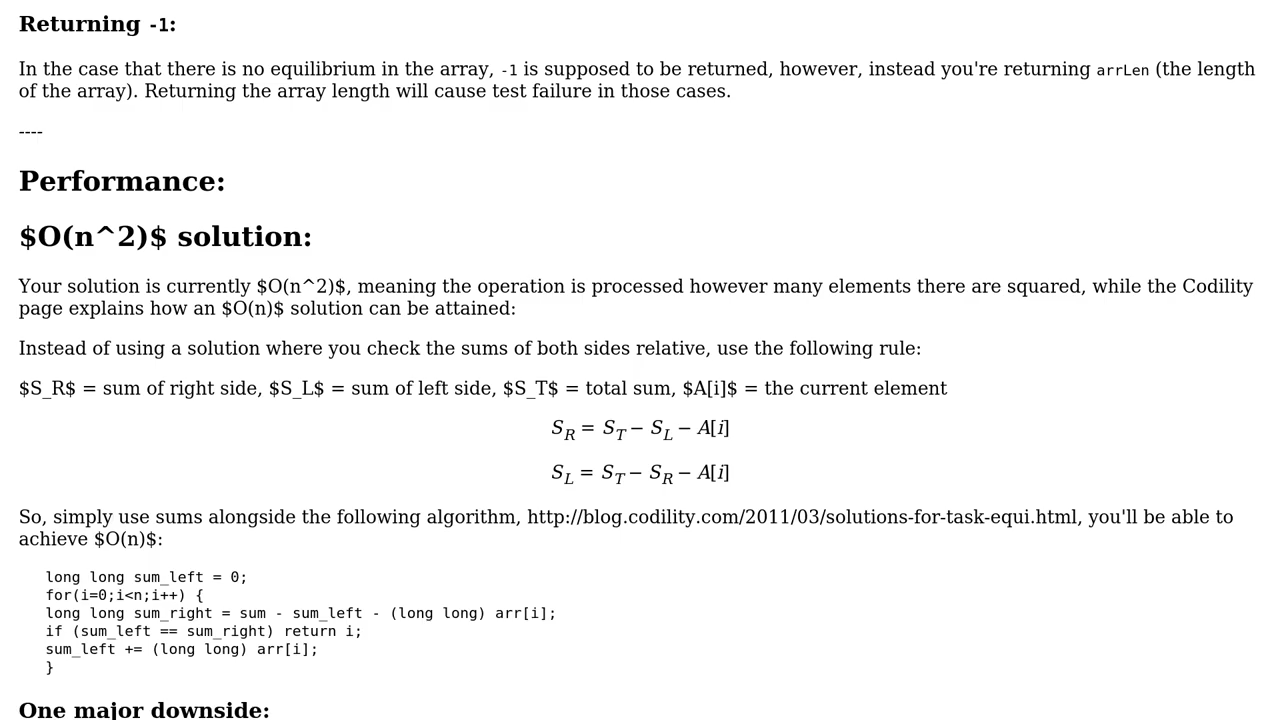 Returning -1:
In the case that there is no equilibrium in the array, -1 is supposed to be returned, however, instead you're returning arrLen (the length
of the array). Returning the array length will cause test failure in those cases.
----
Performance:
$O(n^2)$ solution:
Your solution is currently $O(n^2)$, meaning the operation is processed however many elements there are squared, while the Codility
page explains how an $O(n)$ solution can be attained:
Instead of using a solution where you check the sums of both sides relative, use the following rule:
$S_R$ = sum of right side, $S_L$ = sum of left side, $S_T$ = total sum, $A[i]$ = the current element
S_R = S_T − S_L − A[i]
S_L = S_T − S_R − A[i]
So, simply use sums alongside the following algorithm, http://blog.codility.com/2011/03/solutions-for-task-equi.html, you'll be able to
achieve $O(n)$:
long long sum_left = 0;
for(i=0;i<n;i++) {
long long sum_right = sum - sum_left - (long long) arr[i];
if (sum_left == sum_right) return i;
sum_left += (long long) arr[i];
}
One major downside: